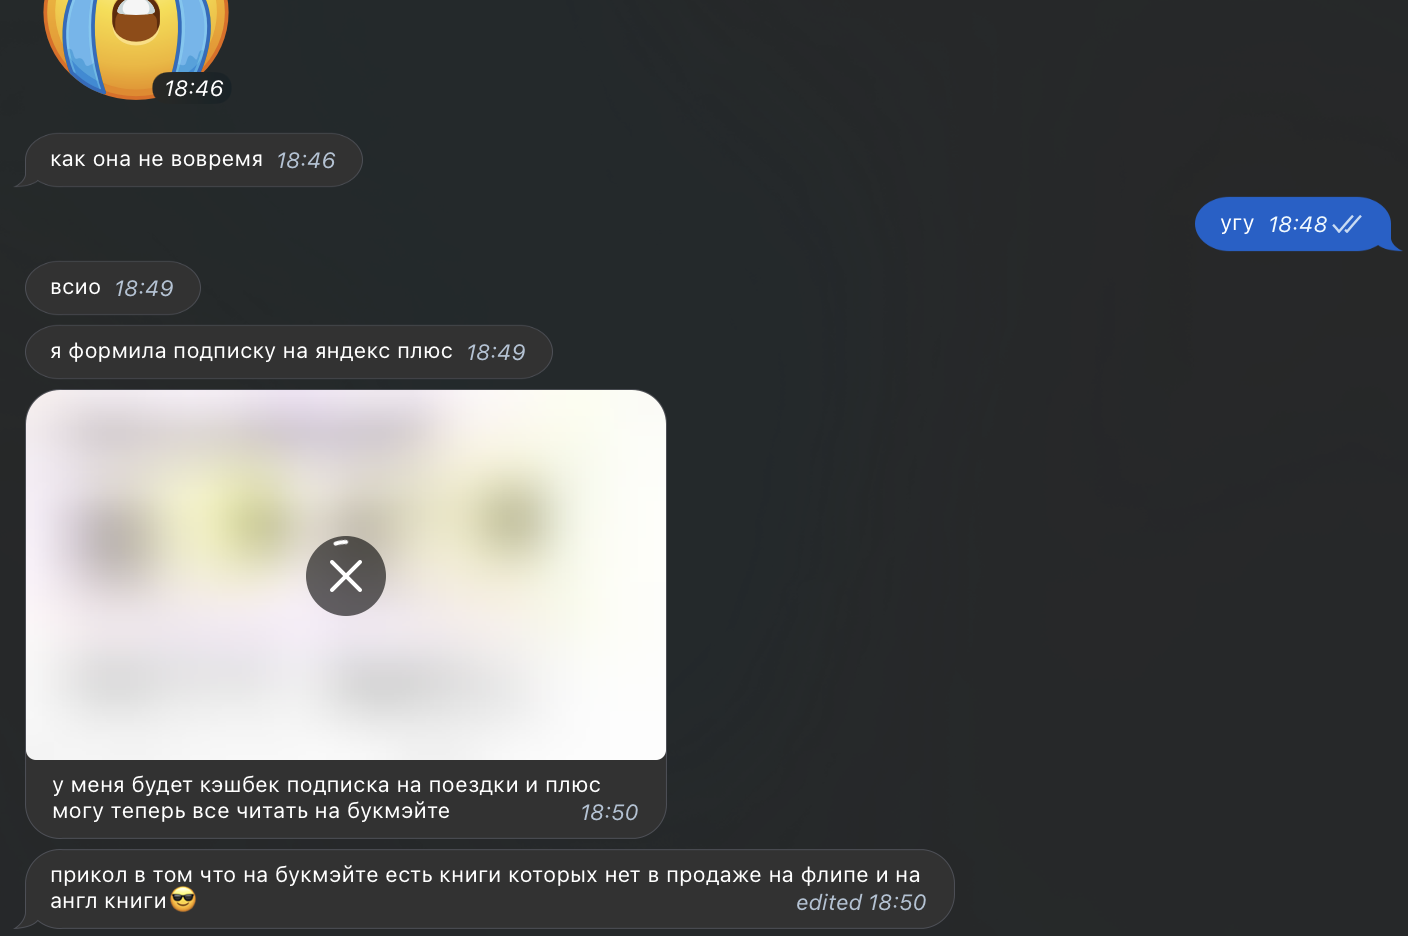 18:46
как она не вовремя 18:46
угу 18:48
всио 18:49
я формила подписку на яндекс плюс 18:49
у меня будет кэшбек подписка на поездки и плюс
могу теперь все читать на букмэйте 18:50
прикол в том что на букмэйте есть книги которых нет в продаже на флипе и на
англ книги😎 edited 18:50